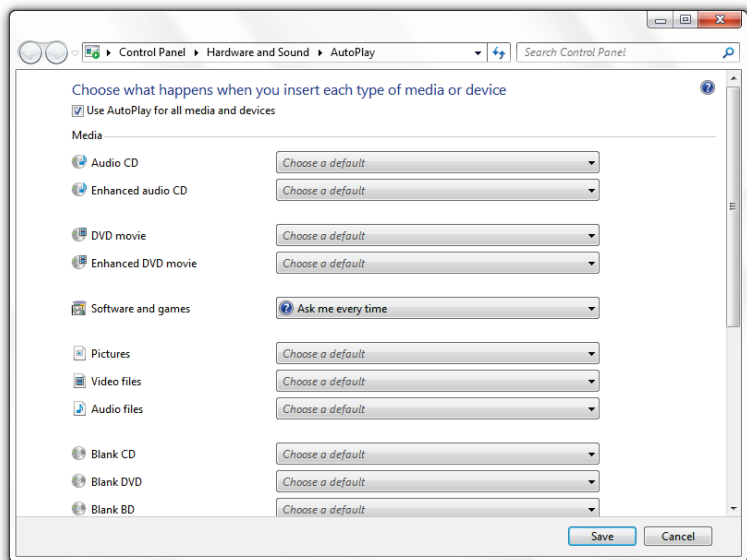 Control Panel ▸ Hardware and Sound ▸ AutoPlay
Search Control Panel
Choose what happens when you insert each type of media or device
Use AutoPlay for all media and devices
Media
Audio CD Choose a default
Enhanced audio CD Choose a default
DVD movie Choose a default
Enhanced DVD movie Choose a default
Software and games Ask me every time
Pictures Choose a default
Video files Choose a default
Audio files Choose a default
Blank CD Choose a default
Blank DVD Choose a default
Blank BD Choose a default
Save Cancel